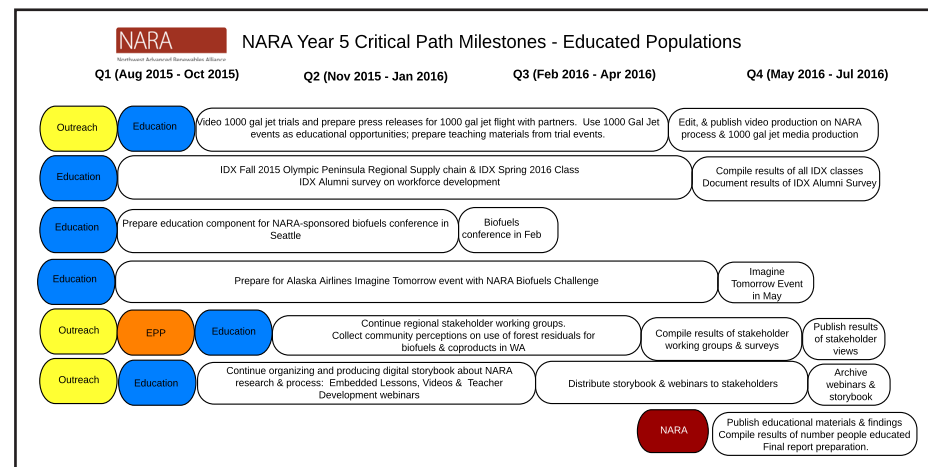 NARA
Northwest Advanced Renewables Alliance
NARA Year 5 Critical Path Milestones - Educated Populations
Q1 (Aug 2015 - Oct 2015)
Q2 (Nov 2015 - Jan 2016)
Q3 (Feb 2016 - Apr 2016)
Q4 (May 2016 - Jul 2016)
Outreach
Education
Video 1000 gal jet trials and prepare press releases for 1000 gal jet flight with partners.  Use 1000 Gal Jet
events as educational opportunities; prepare teaching materials from trial events.
Edit, & publish video production on NARA
process & 1000 gal jet media production
Education
IDX Fall 2015 Olympic Peninsula Regional Supply chain & IDX Spring 2016 Class
IDX Alumni survey on workforce development
Compile results of all IDX classes
Document results of IDX Alumni Survey
Education
Prepare education component for NARA-sponsored biofuels conference in
Seattle
Biofuels
conference in Feb
Education
Prepare for Alaska Airlines Imagine Tomorrow event with NARA Biofuels Challenge
Imagine
Tomorrow Event
in May
Outreach
EPP
Education
Continue regional stakeholder working groups.
Collect community perceptions on use of forest residuals for
biofuels & coproducts in WA
Compile results of stakeholder
working groups & surveys
Publish results
of stakeholder
views
Outreach
Education
Continue organizing and producing digital storybook about NARA
research & process:  Embedded Lessons, Videos &  Teacher
Development webinars
Distribute storybook & webinars to stakeholders
Archive
webinars &
storybook
NARA
Publish educational materials & findings
Compile results of number people educated
Final report preparation.